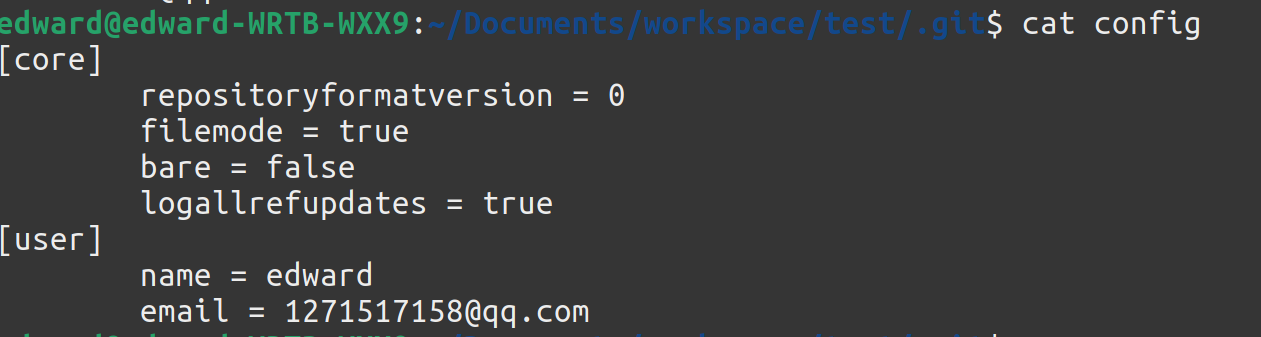 edward@edward-WRTB-WXX9:~/Documents/workspace/test/.git$ cat config
[core]
repositoryformatversion = 0
filemode = true
bare = false
logallrefupdates = true
[user]
name = edward
email = 1271517158@qq.com